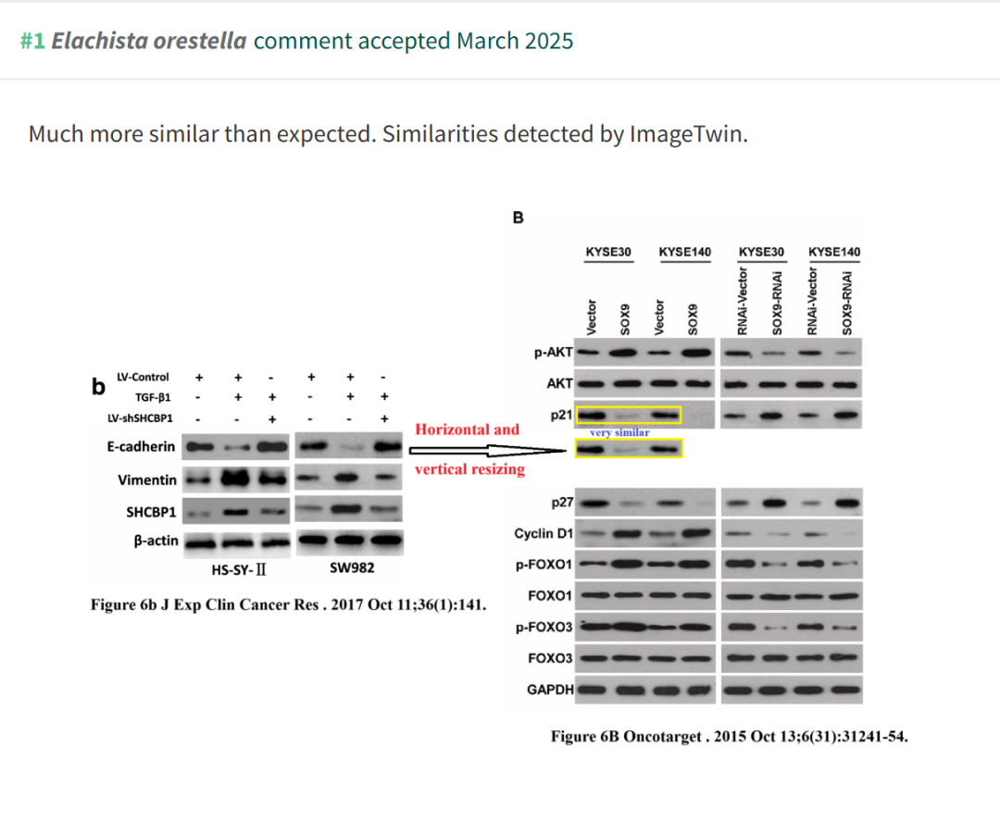 #1 Elachista orestella comment accepted March 2025
Much more similar than expected. Similarities detected by ImageTwin.
B
KYSE30 KYSE140 KYSE30 KYSE140
Vector SOX9 Vector SOX9 RNAi-Vector SOX9-RNAi RNAi-Vector SOX9-RNAi
p-AKT
AKT
p21
very similar
p27
Cyclin D1
p-FOXO1
FOXO1
p-FOXO3
FOXO3
GAPDH
b
LV-Control + + - + + -
TGF-β1 - + + - + +
LV-shSHCBP1 - - + - - +
E-cadherin
Vimentin
SHCBP1
β-actin
HS-SY-II SW982
Horizontal and
vertical resizing
Figure 6b J Exp Clin Cancer Res . 2017 Oct 11;36(1):141.
Figure 6B Oncotarget . 2015 Oct 13;6(31):31241-54.